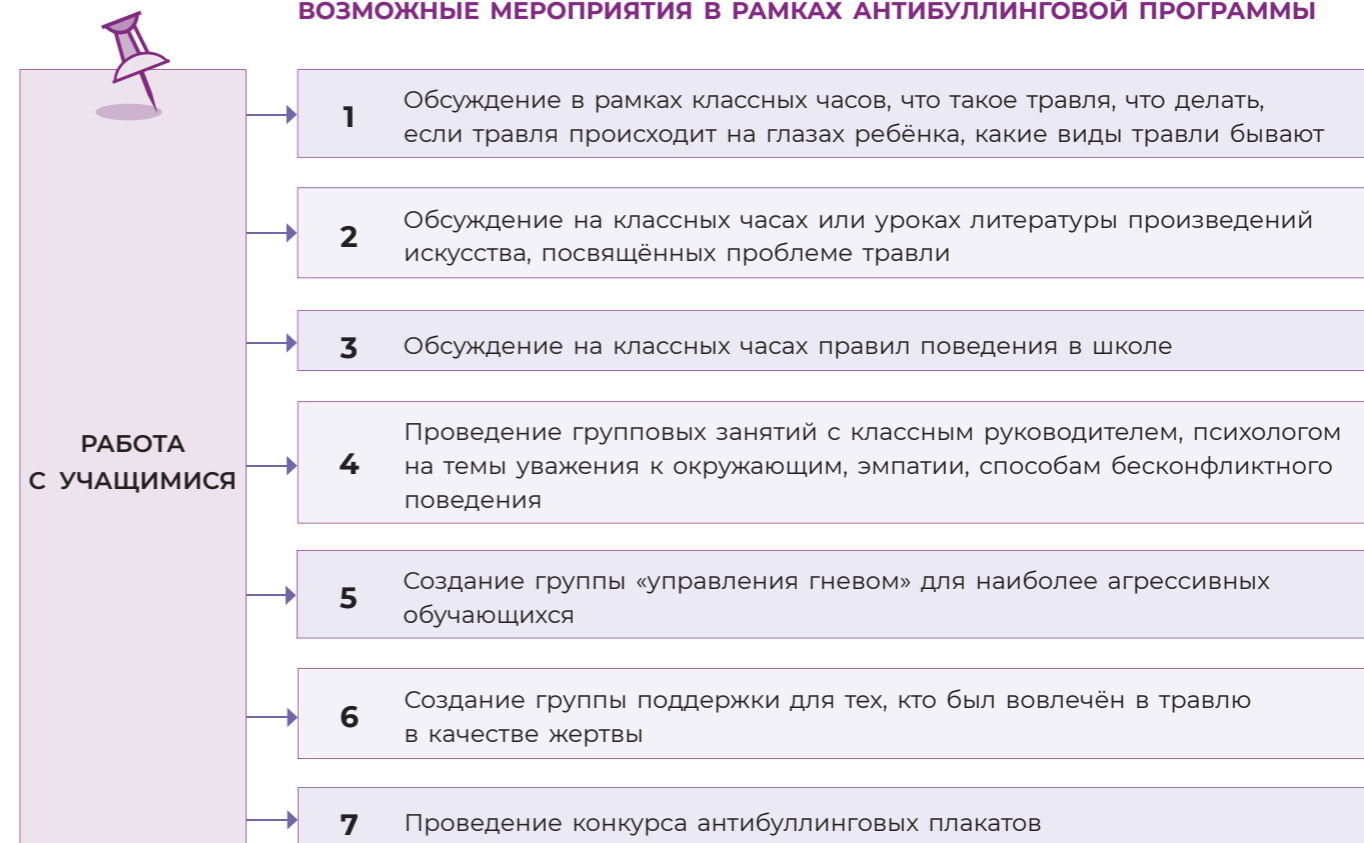 ВОЗМОЖНЫЕ МЕРОПРИЯТИЯ В РАМКАХ АНТИБУЛЛИНГОВОЙ ПРОГРАММЫ
РАБОТА
С УЧАЩИМИСЯ
1
Обсуждение в рамках классных часов, что такое травля, что делать,
если травля происходит на глазах ребёнка, какие виды травли бывают
2
Обсуждение на классных часах или уроках литературы произведений
искусства, посвящённых проблеме травли
3
Обсуждение на классных часах правил поведения в школе
4
Проведение групповых занятий с классным руководителем, психологом
на темы уважения к окружающим, эмпатии, способам бесконфликтного
поведения
5
Создание группы «управления гневом» для наиболее агрессивных
обучающихся
6
Создание группы поддержки для тех, кто был вовлечён в травлю
в качестве жертвы
7
Проведение конкурса антибуллинговых плакатов